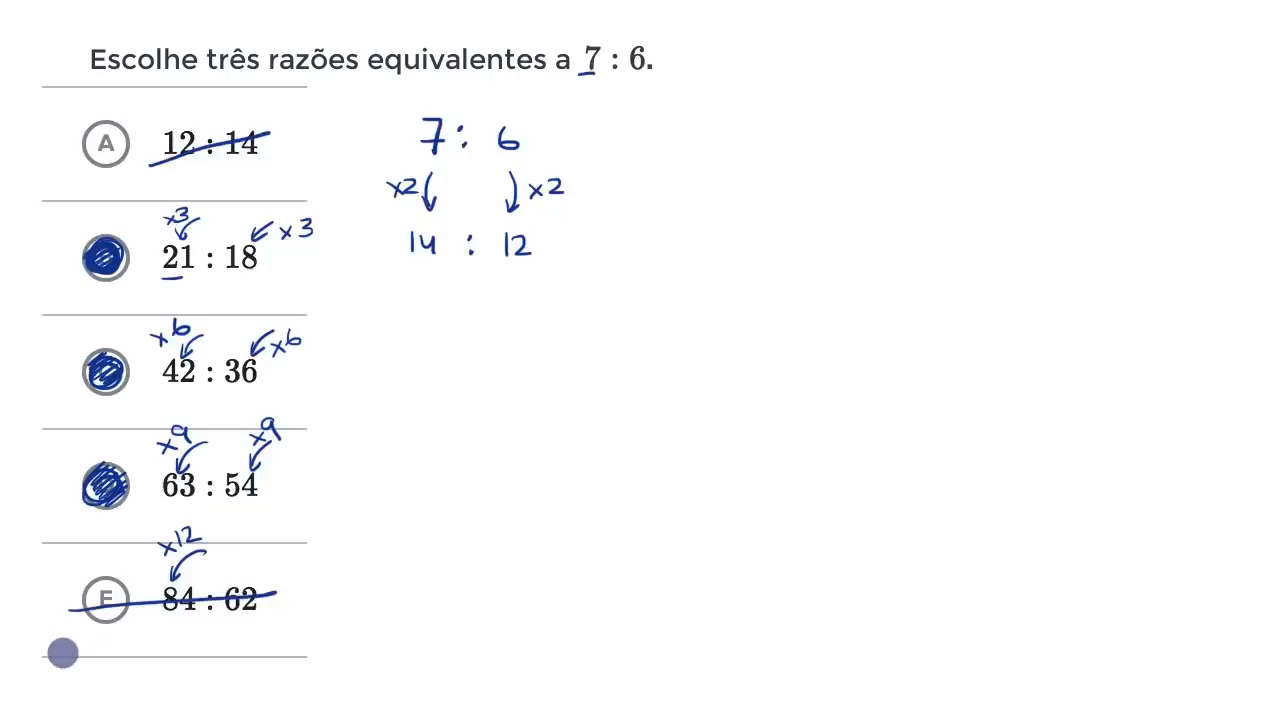 Escolhe três razões equivalentes a 7 : 6.
A 12 : 14
7 : 6
x2 x2
14 : 12
x3 x3
21 : 18
x6 x6
42 : 36
x9 x9
63 : 54
x12
E 84 : 62